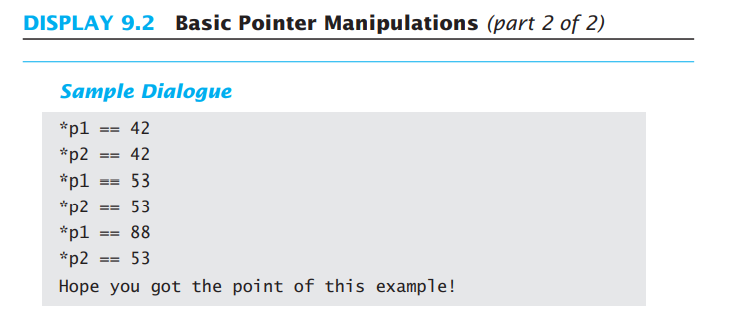 DISPLAY 9.2 Basic Pointer Manipulations (part 2 of 2)
Sample Dialogue
*p1 == 42
*p2 == 42
*p1 == 53
*p2 == 53
*p1 == 88
*p2 == 53
Hope you got the point of this example!